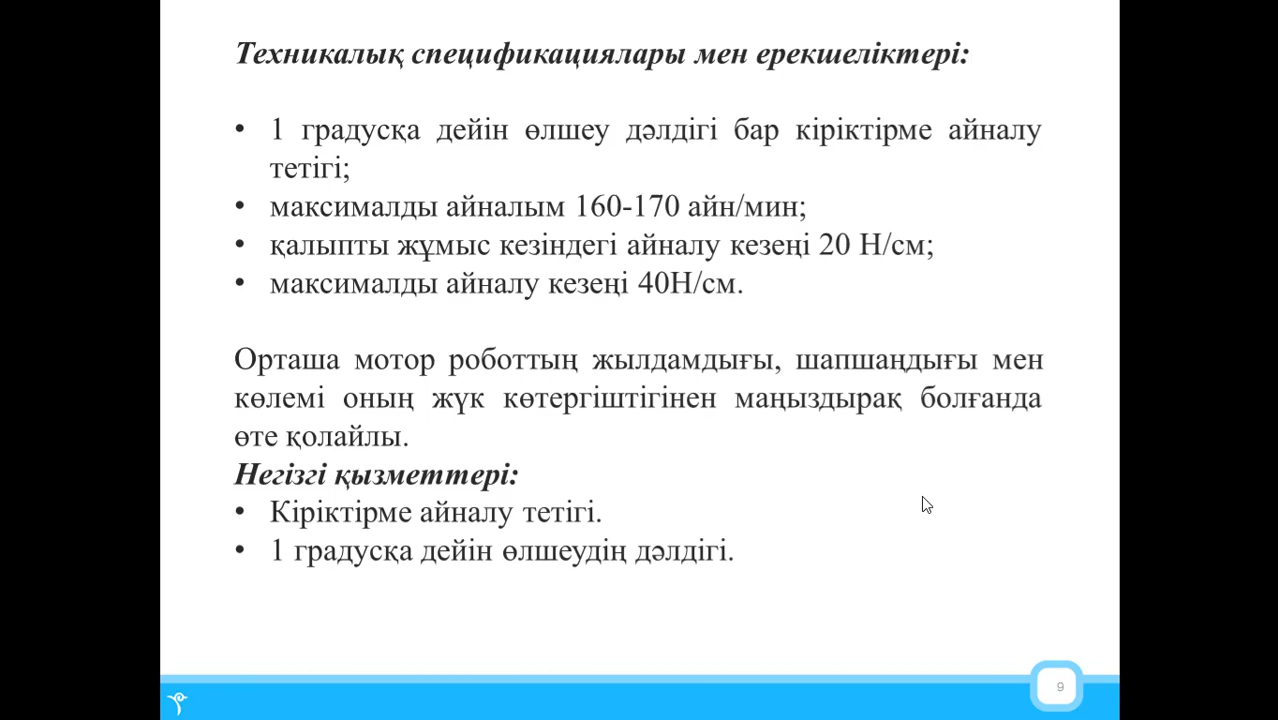 Техникалық спецификациялары мен ерекшеліктері:
• 1 градусқа дейін өлшеу дәлдігі бар кіріктірме айналу
тетігі;
• максималды айналым 160-170 айн/мин;
• қалыпты жұмыс кезіндегі айналу кезеңі 20 Н/см;
• максималды айналу кезеңі 40Н/см.
Орташа мотор роботтың жылдамдығы, шапшаңдығы мен
көлемі оның жүк көтергіштігінен маңыздырақ болғанда
өте қолайлы.
Негізгі қызметтері:
• Кіріктірме айналу тетігі.
• 1 градусқа дейін өлшеудің дәлдігі.
9